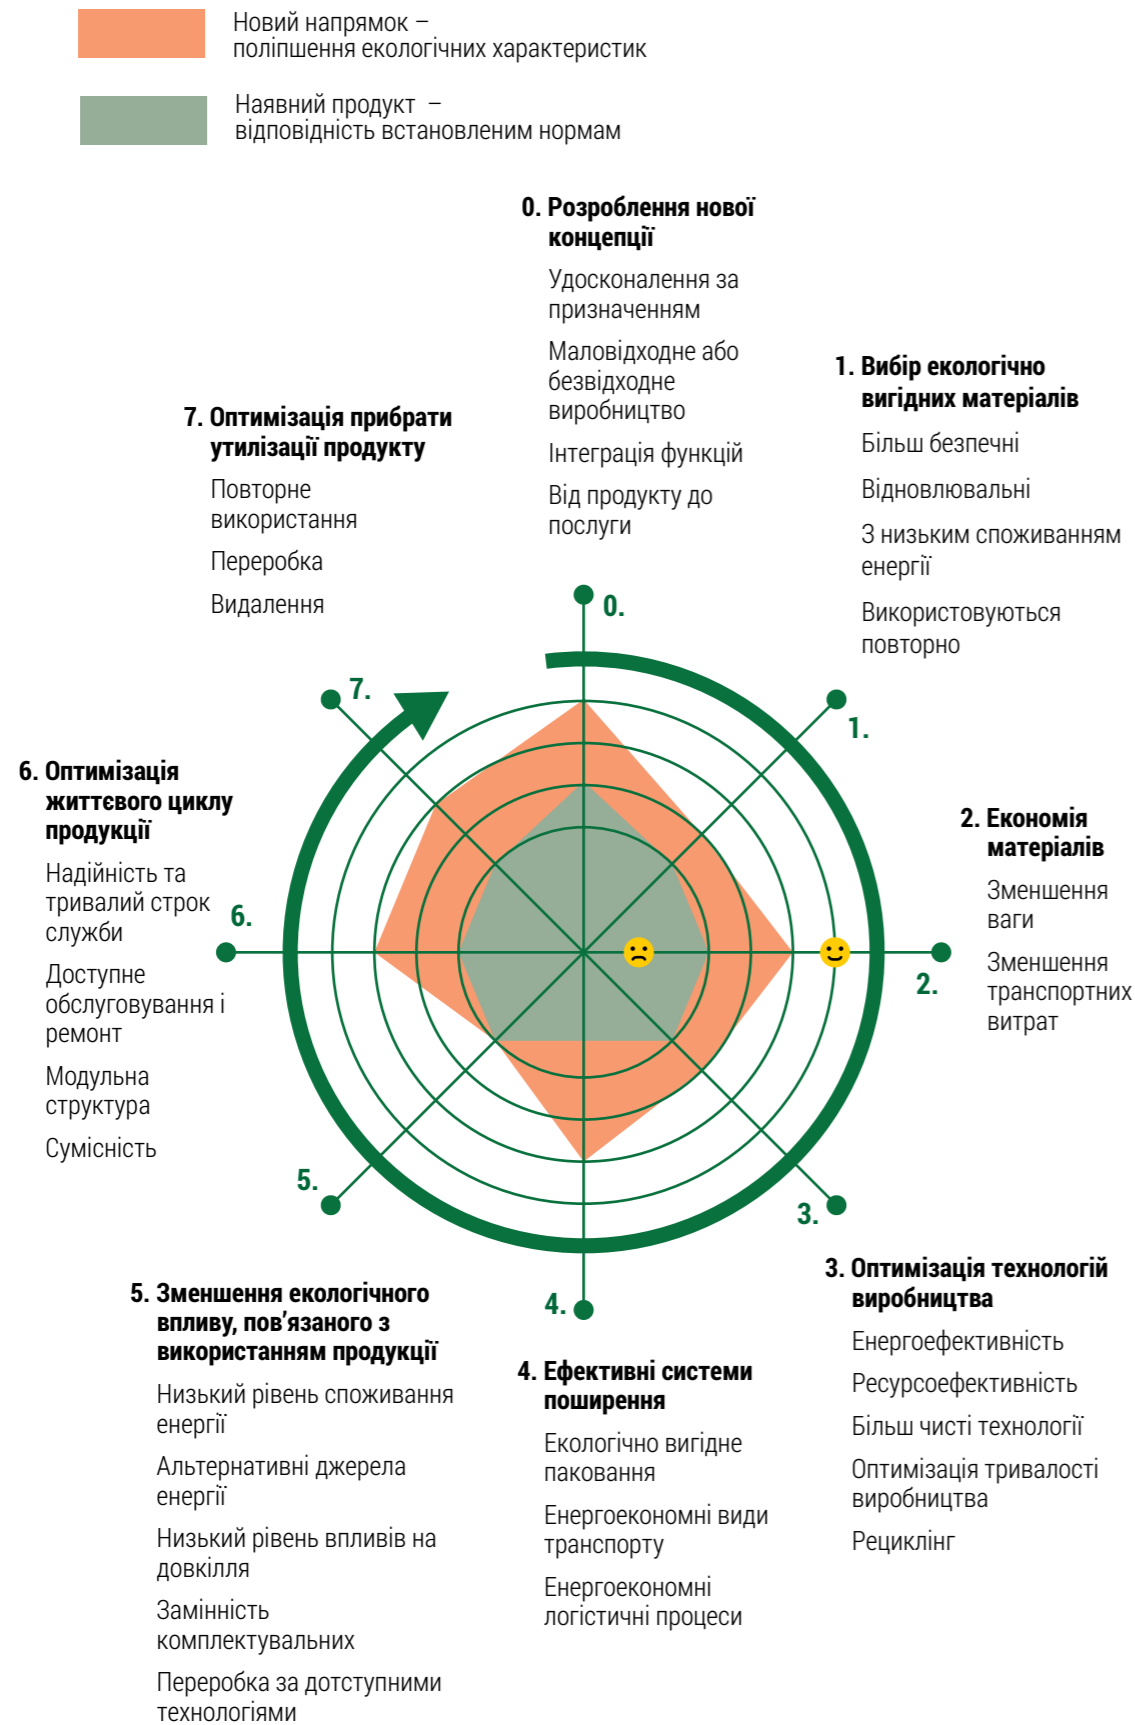 Новий напрямок –
поліпшення екологічних характеристик
Наявний продукт –
відповідність встановленим нормам
0. Розроблення нової
концепції
Удосконалення за
призначенням
Маловідходне або
безвідходне
виробництво
Інтеграція функцій
Від продукту до
послуги
1. Вибір екологічно
вигідних матеріалів
Більш безпечні
Відновлювальні
З низьким споживанням
енергії
Використовуються
повторно
7. Оптимізація прибрати
утилізації продукту
Повторне
використання
Переробка
Видалення
0.
1.
2.
3.
4.
5.
6.
7.
2. Економія
матеріалів
Зменшення
ваги
Зменшення
транспортних
витрат
6. Оптимізація
життєвого циклу
продукції
Надійність та
тривалий строк
служби
Доступне
обслуговування і
ремонт
Модульна
структура
Сумісність
3. Оптимізація технологій
виробництва
Енергоефективність
Ресурсоефективність
Більш чисті технології
Оптимізація тривалості
виробництва
Рециклінг
4. Ефективні системи
поширення
Екологічно вигідне
паковання
Енергоекономні види
транспорту
Енергоекономні
логістичні процеси
5. Зменшення екологічного
впливу, пов’язаного з
використанням продукції
Низький рівень споживання
енергії
Альтернативні джерела
енергії
Низький рівень впливів на
довкілля
Замінність
комплектувальних
Переробка за дотступними
технологіями